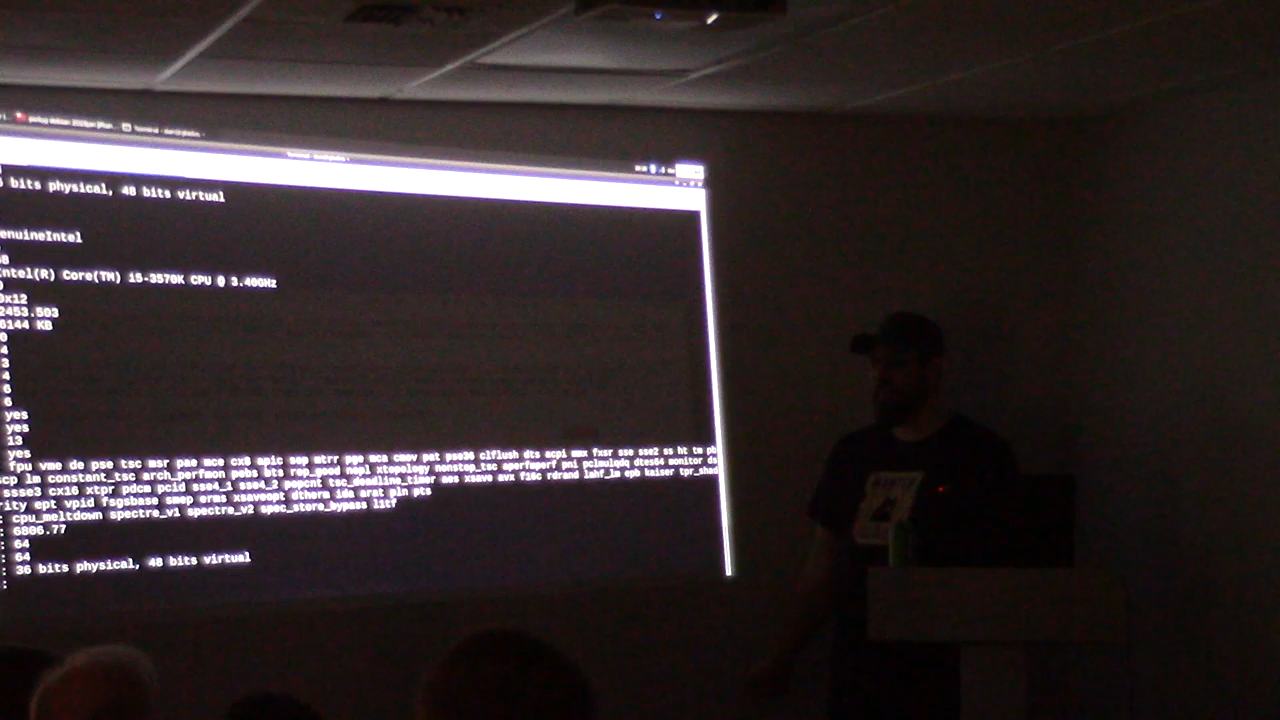 bits physical, 48 bits virtual
enuineIntel
ntel(R) Core(TM) i5-3570K CPU @ 3.40GHz
0x12
2453.503
6144 KB
0
4
3
4
6
6
yes
yes
13
yes
fpu vme de pse tsc msr pae mce cx8 apic sep mtrr pge mca cmov pat pse36 clflush dts acpi mmx fxsr sse sse2 ss ht tm pb
scp lm constant_tsc arch_perfmon pebs bts rep_good nopl xtopology nonstop_tsc aperfmperf pni pclmulqdq dtes64 monitor ds
ssse3 cx16 xtpr pdcm pcid sse4_1 sse4_2 popcnt tsc_deadline_timer aes xsave avx f16c rdrand lahf_lm epb kaiser tpr_shad
rity ept vpid fsgsbase smep erms xsaveopt dtherm ida arat pln pts
: cpu_meltdown spectre_v1 spectre_v2 spec_store_bypass l1tf
: 6806.77
: 64
: 64
: 36 bits physical, 48 bits virtual
: